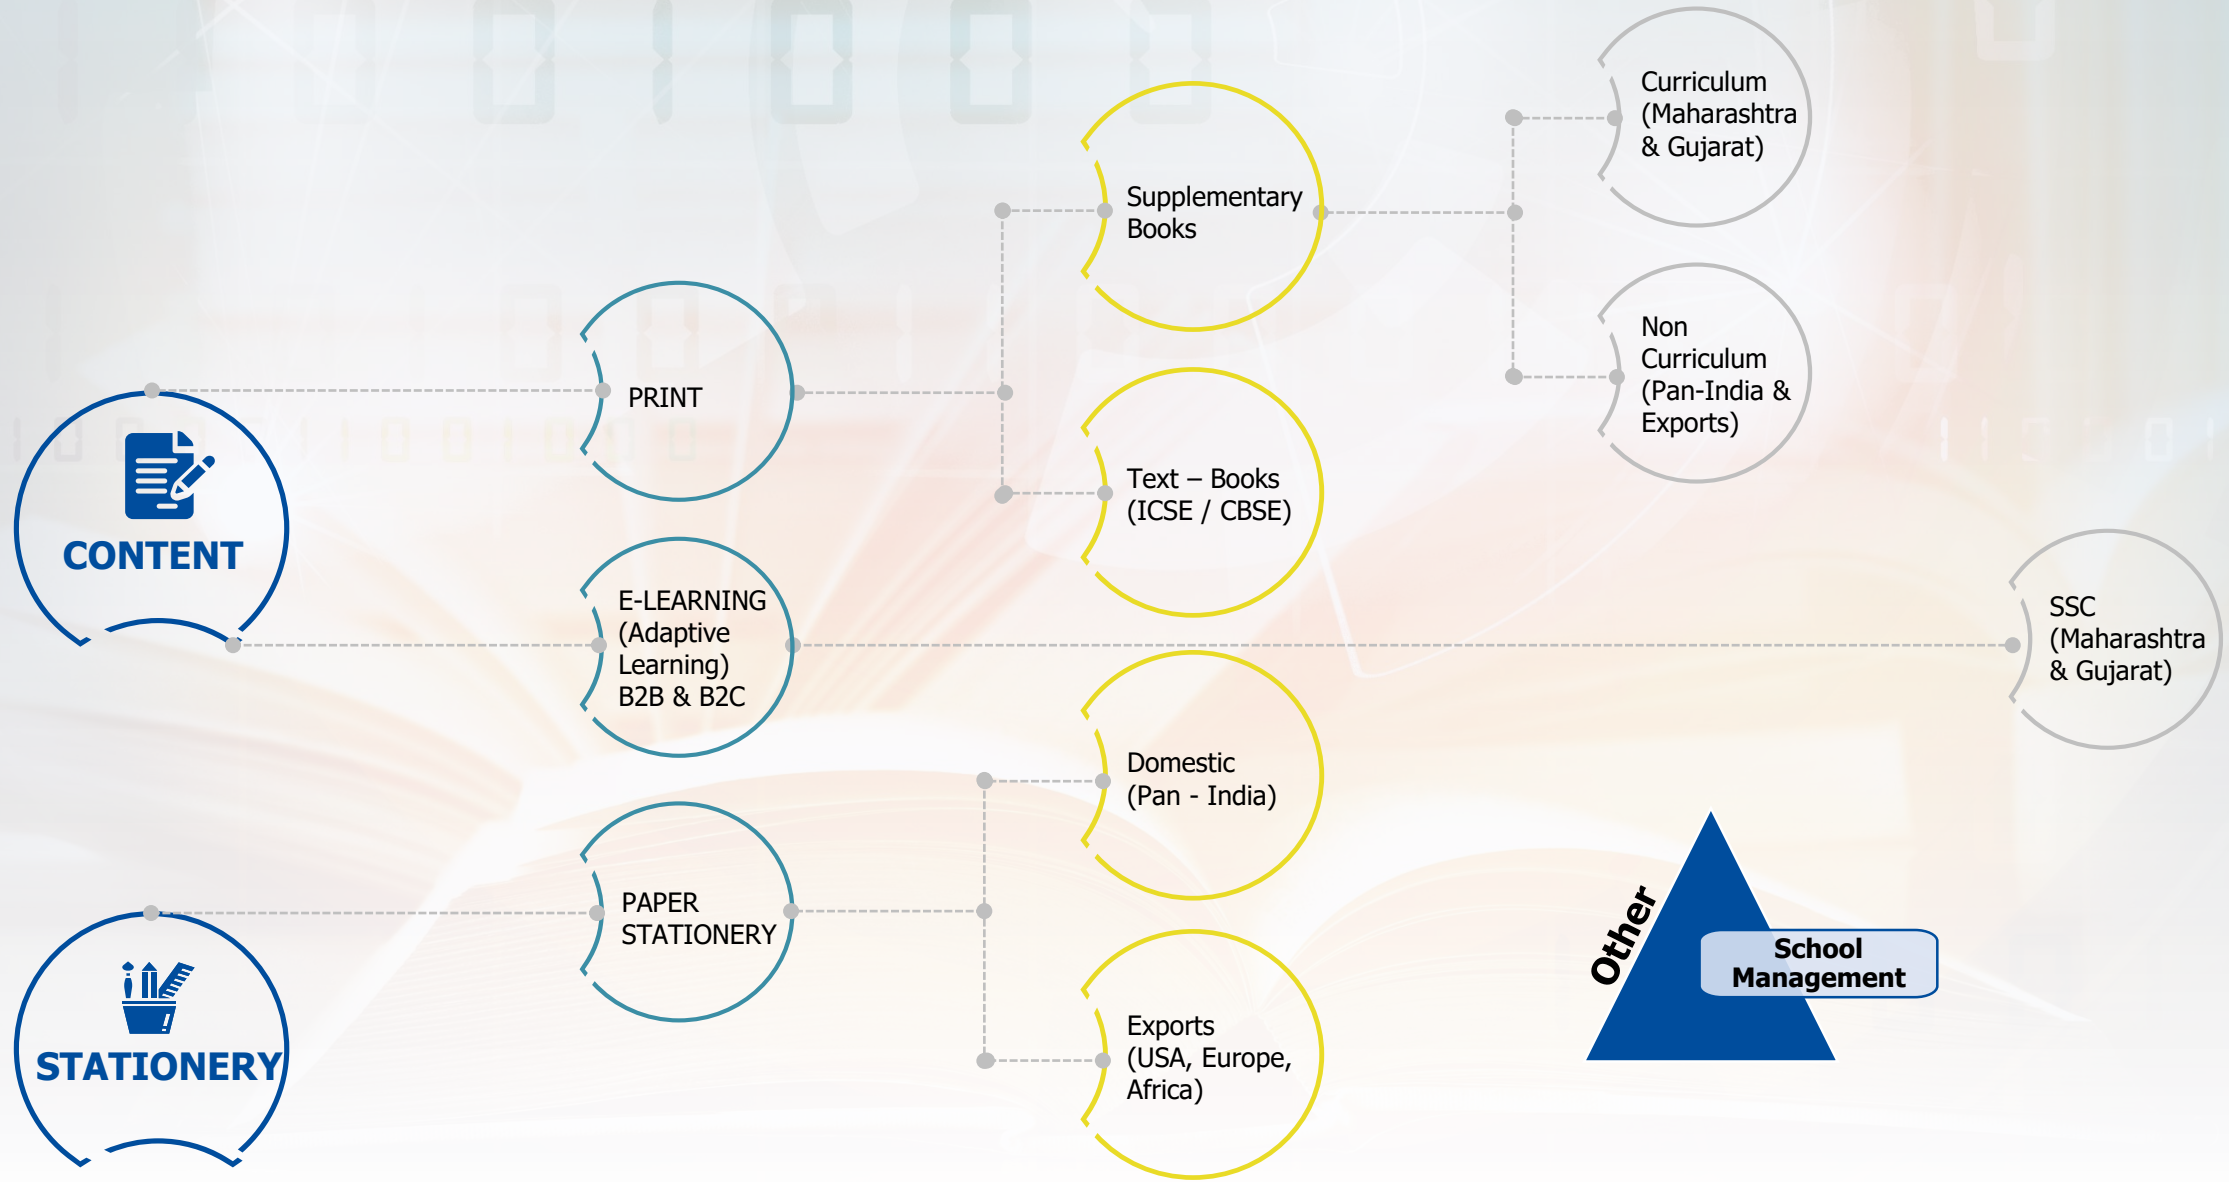 CONTENT
PRINT
Supplementary
Books
Curriculum
(Maharashtra
& Gujarat)
Non
Curriculum
(Pan-India &
Exports)
Text – Books
(ICSE / CBSE)
E-LEARNING
(Adaptive
Learning)
B2B & B2C
SSC
(Maharashtra
& Gujarat)
STATIONERY
PAPER
STATIONERY
Domestic
(Pan - India)
Exports
(USA, Europe,
Africa)
Other
School
Management